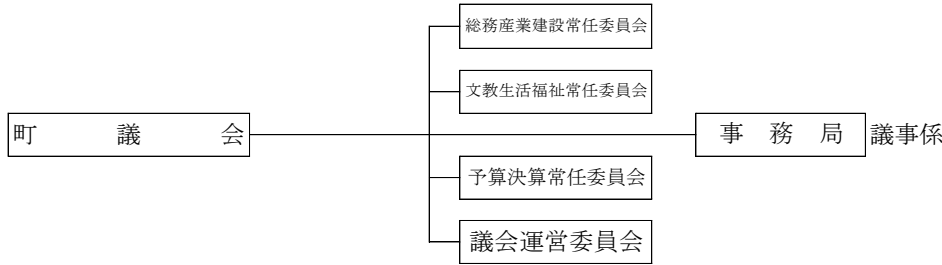 総務産業建設常任委員会
文教生活福祉常任委員会
町議会
事務局 議事係
予算決算常任委員会
議会運営委員会